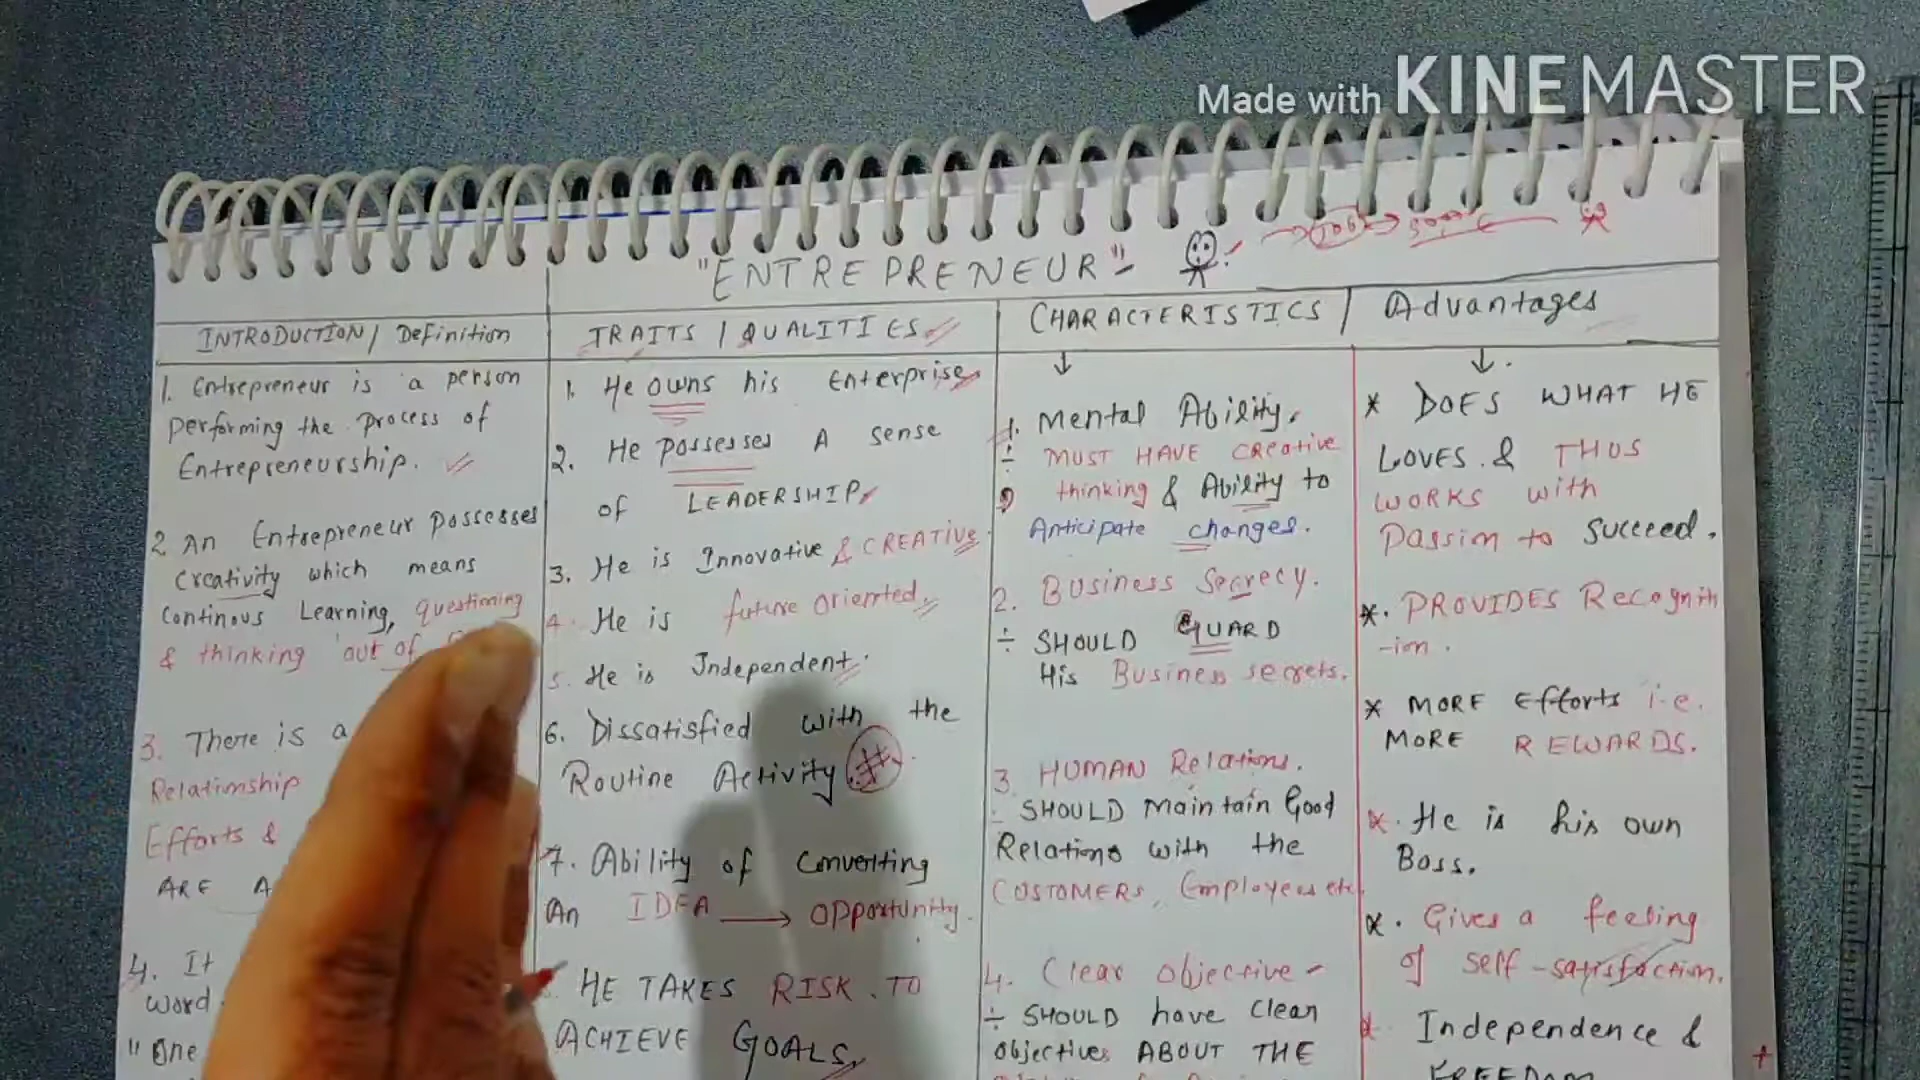 Made with KINEMASTER
"ENTREPRENEUR"
INTRODUCTION / Definition
1. Entrepreneur is a person
performing the process of
Entrepreneurship.
2 An Entrepreneur possesses
creativity which means
continous Learning, questioning
& thinking 'out of
3. There is a
Relationship
Efforts &
ARE
4. It
word
"One
TRAITS / QUALITIES
1. He owns his Enterprise
2. He possesses A sense
of LEADERSHIP
3. He is Innovative & CREATIVE
4. He is future oriented.
5. He is Independent.
6. Dissatisfied with the
Routine Activity #
7. Ability of converting
An IDEA → opportunity.
HE TAKES RISK TO
ACHIEVE GOALS.
CHARACTERISTICS / Advantages
↓
1. Mental Ability.
÷ MUST HAVE creative
thinking & Ability to
Anticipate changes.
2. Business Secrecy.
÷ SHOULD GUARD
His Business secrets.
3 HUMAN Relations.
÷ SHOULD Maintain Good
Relations with the
CUSTOMERS, Employees etc
4. Clear objective -
÷ SHOULD have clean
objectives ABOUT THE
↓
* DOES WHAT HE
LOVES & THUS
WORKS with
Passion to succeed.
* PROVIDES Recognit
-ion.
* MORE Efforts i.e.
MORE REWARDS.
* He is his own
Boss.
* Gives a feeling
of self-satisfaction.
* Independence &
FREEDOM